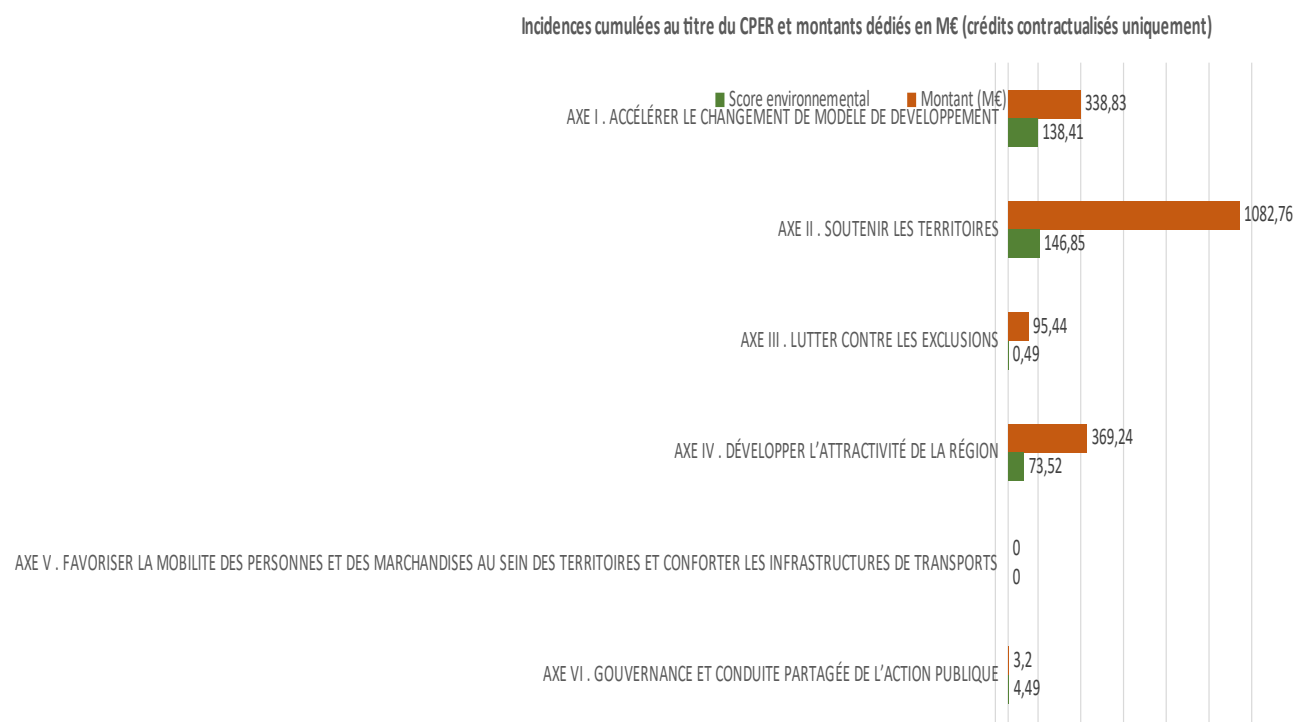 Incidences cumulées au titre du CPER et montants dédiés en M€ (crédits contractualisés uniquement)
Score environnemental
Montant (M€)
AXE I . ACCÉLÉRER LE CHANGEMENT DE MODÈLE DE DEVELOPPEMENT
338,83
138,41
AXE II . SOUTENIR LES TERRITOIRES
1082,76
146,85
AXE III . LUTTER CONTRE LES EXCLUSIONS
95,44
0,49
AXE IV . DÉVELOPPER L’ATTRACTIVITÉ DE LA RÉGION
369,24
73,52
AXE V . FAVORISER LA MOBILITE DES PERSONNES ET DES MARCHANDISES AU SEIN DES TERRITOIRES ET CONFORTER LES INFRASTRUCTURES DE TRANSPORTS
0
0
AXE VI . GOUVERNANCE ET CONDUITE PARTAGÉE DE L’ACTION PUBLIQUE
3,2
4,49